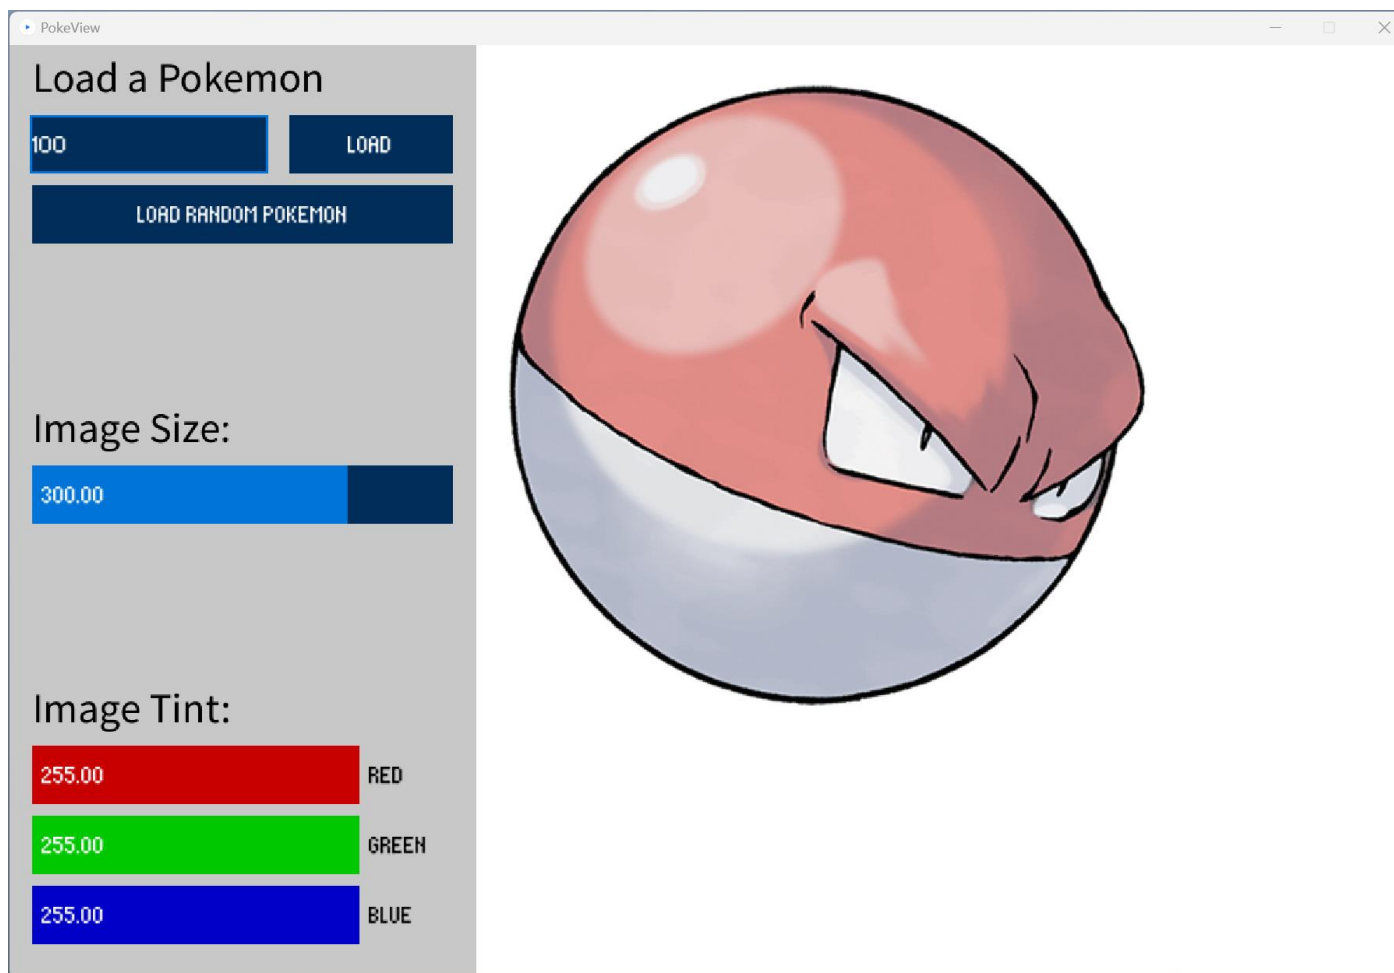 PokeView
Load a Pokemon
100 LOAD
LOAD RANDOM POKEMON
Image Size:
300.00
Image Tint:
255.00 RED
255.00 GREEN
255.00 BLUE